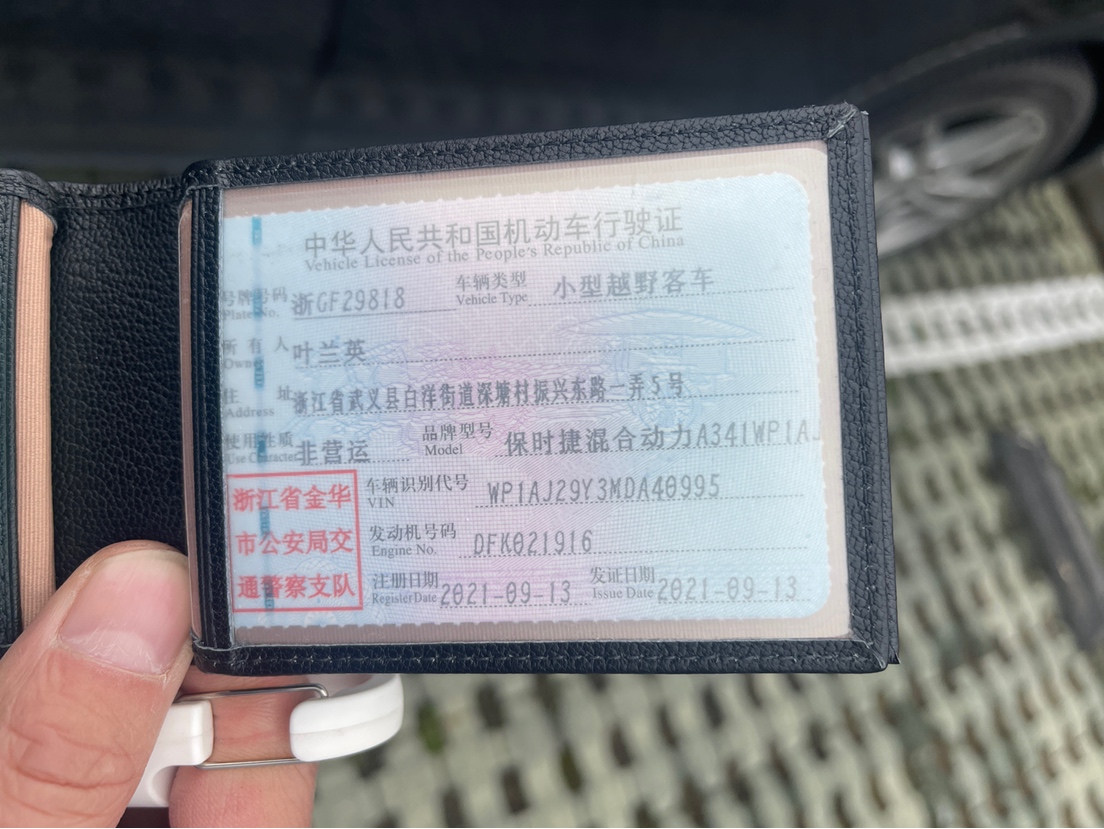 中华人民共和国机动车行驶证
Vehicle License of the People's Republic of China
号牌号码 浙GF29818 车辆类型 小型越野客车
Plate No. Vehicle Type
所有人 叶兰英
Owner
住址 浙江省武义县白洋街道深塘村振兴东路一弄5号
Address
使用性质 非营运 品牌型号 保时捷混合动力A341WP1AJ
Use Character Model
浙江省金华
市公安局交
通警察支队
车辆识别代号 WP1AJ29Y3MDA40995
VIN
发动机号码 DFK021916
Engine No.
注册日期 2021-09-13 发证日期 2021-09-13
Register Date Issue Date